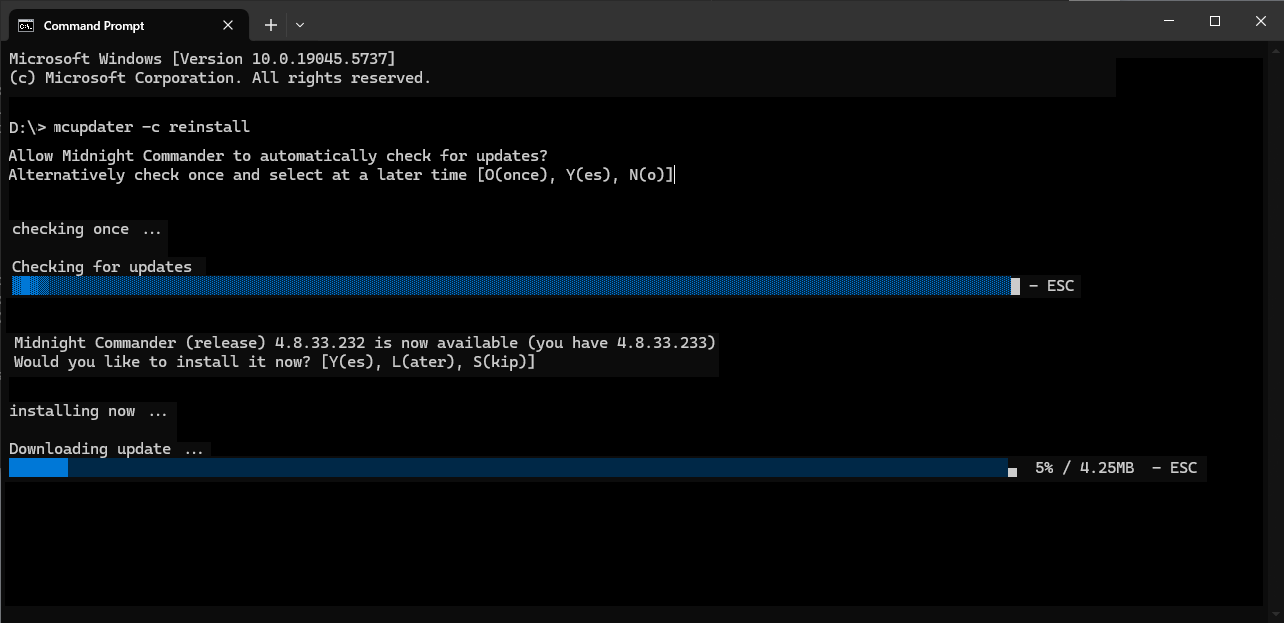 Command Prompt
Microsoft Windows [Version 10.0.19045.5737]
(c) Microsoft Corporation. All rights reserved.
D:\> mcupdater -c reinstall
Allow Midnight Commander to automatically check for updates?
Alternatively check once and select at a later time [O(once), Y(es), N(o)]
checking once ...
Checking for updates
- ESC
Midnight Commander (release) 4.8.33.232 is now available (you have 4.8.33.233)
Would you like to install it now? [Y(es), L(ater), S(kip)]
installing now ...
Downloading update ...
5% / 4.25MB - ESC